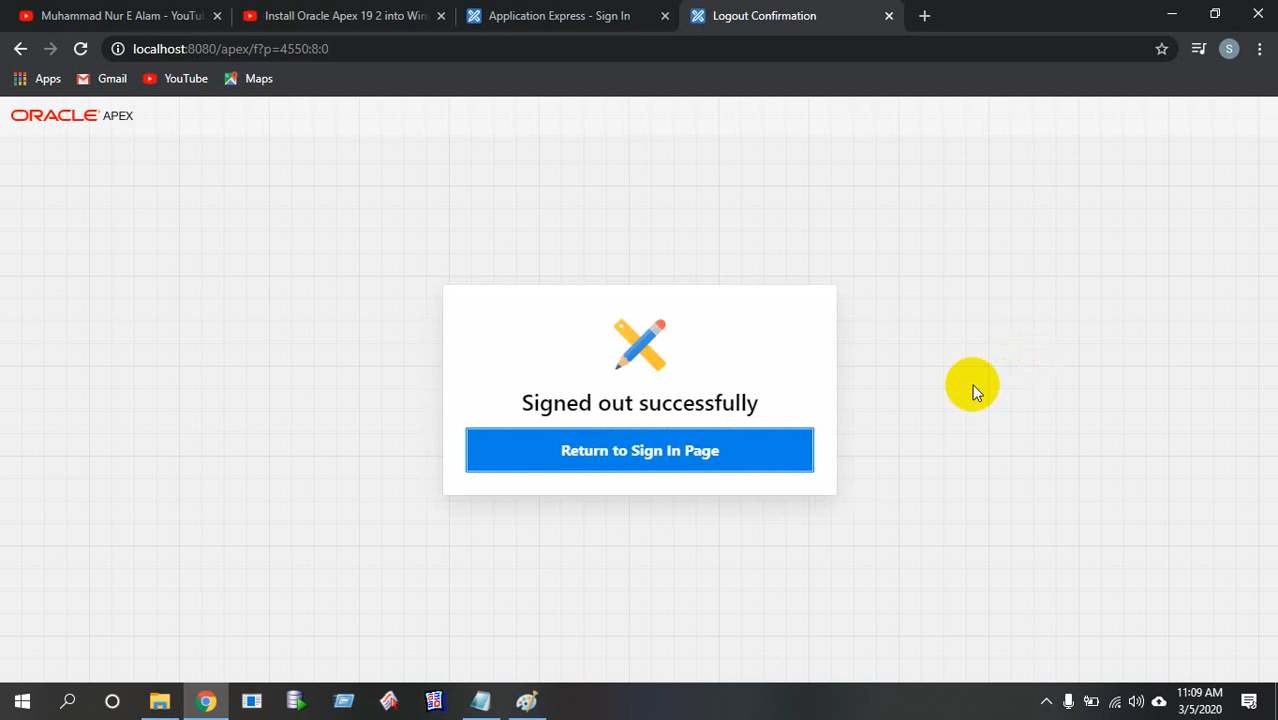 Muhammad Nur E Alam - YouTu
Install Oracle Apex 19 2 into Win
Application Express - Sign In
Logout Confirmation
localhost:8080/apex/f?p=4550:8:0
S
Apps
Gmail
YouTube
Maps
ORACLE APEX
Signed out successfully
Return to Sign In Page
11:09 AM
3/5/2020